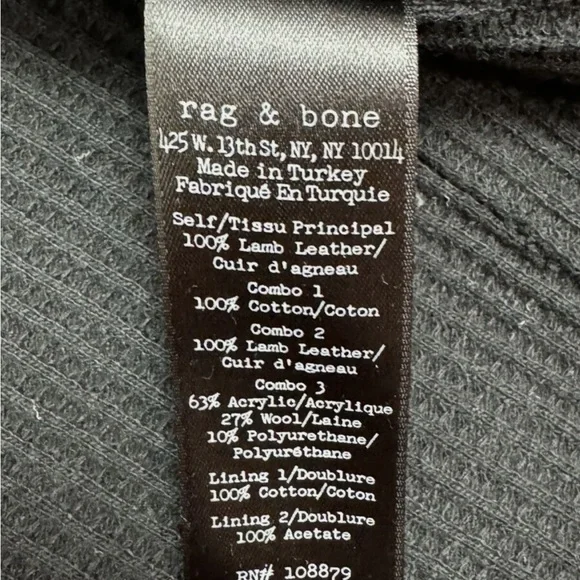 rag & bone
425 W. 13th St, NY, NY 10014
Made in Turkey
Fabriqué En Turquie
Self/Tissu Principal
100% Lamb Leather/
Cuir d'agneau
Combo 1
100% Cotton/Coton
Combo 2
100% Lamb Leather/
Cuir d'agneau
Combo 3
63% Acrylic/Acrylique
27% Wool/Laine
10% Polyurethane/
Polyuréthane
Lining 1/Doublure
100% Cotton/Coton
Lining 2/Doublure
100% Acetate
RN# 108879